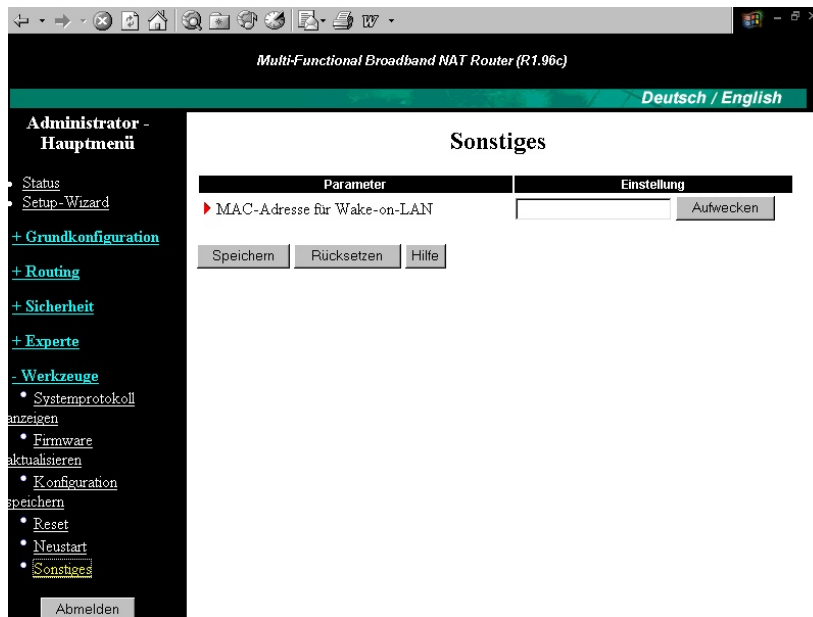 Multi-Functional Broadband NAT Router (R1.96c)
Deutsch / English
Administrator -
Hauptmenü
Status
Setup-Wizard
+ Grundkonfiguration
+ Routing
+ Sicherheit
+ Experte
- Werkzeuge
Systemprotokoll
anzeigen
Firmware
aktualisieren
Konfiguration
speichern
Reset
Neustart
Sonstiges
Abmelden
Sonstiges
Parameter Einstellung
MAC-Adresse für Wake-on-LAN Aufwecken
Speichern Rücksetzen Hilfe